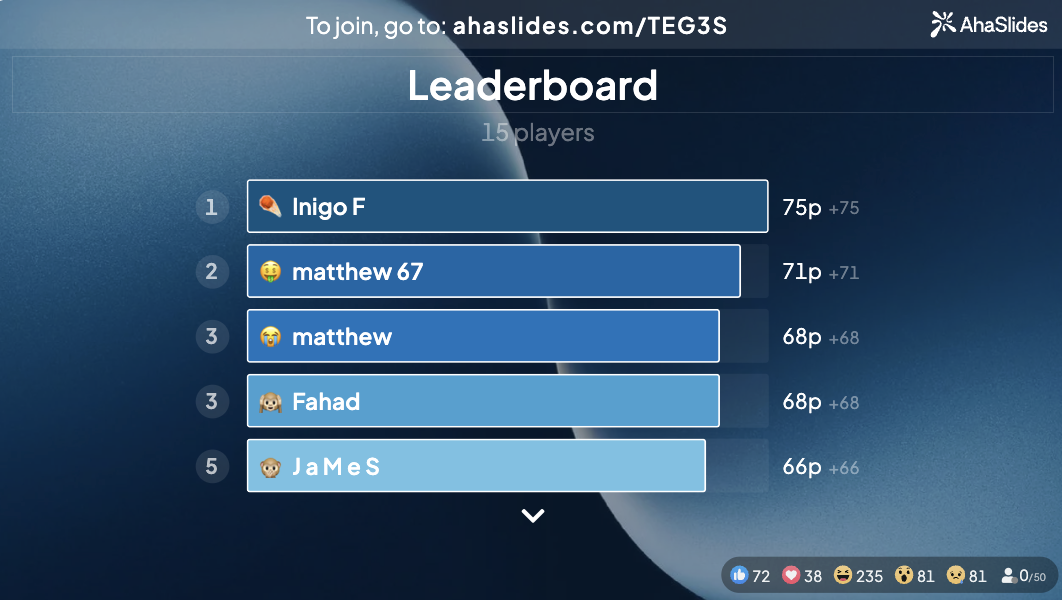 To join, go to: ahaslides.com/TEG3S
AhaSlides
Leaderboard
15 players
1 Inigo F 75p +75
2 matthew 67 71p +71
3 matthew 68p +68
3 Fahad 68p +68
5 J a M e S 66p +66
72 38 235 81 81 0/50